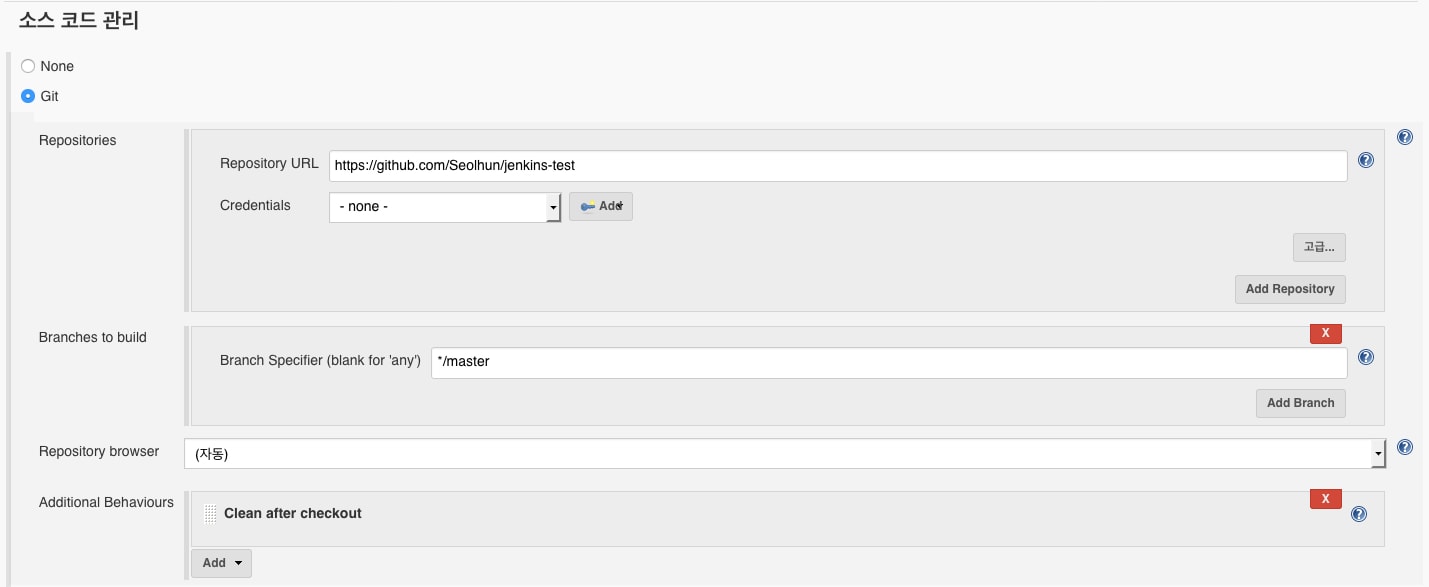 소스 코드 관리
None
Git
Repositories
Repository URL https://github.com/Seolhun/jenkins-test
Credentials - none - Add
고급...
Add Repository
Branches to build X
Branch Specifier (blank for 'any') */master
Add Branch
Repository browser (자동)
Additional Behaviours X
Clean after checkout
Add